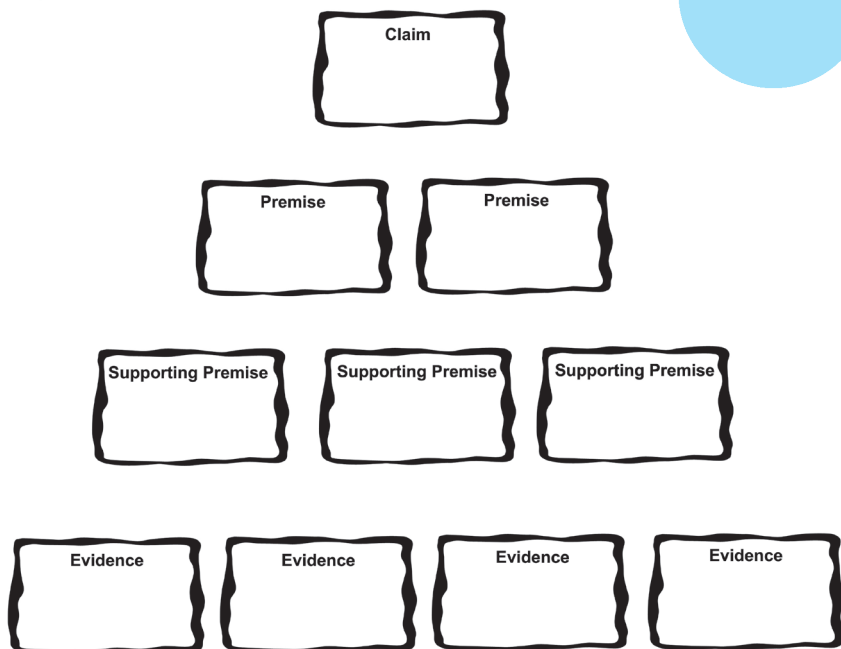 Claim
Premise
Premise
Supporting Premise
Supporting Premise
Supporting Premise
Evidence
Evidence
Evidence
Evidence